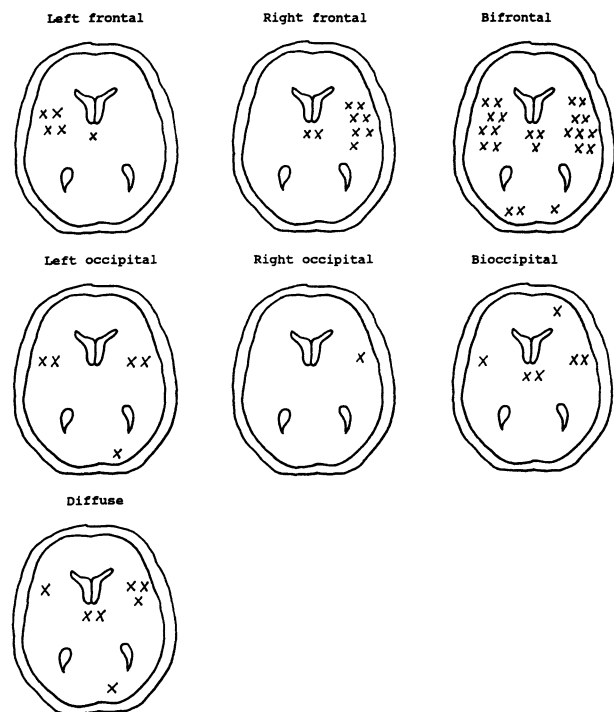 Left frontal
Right frontal
Bifrontal
Left occipital
Right occipital
Bioccipital
Diffuse